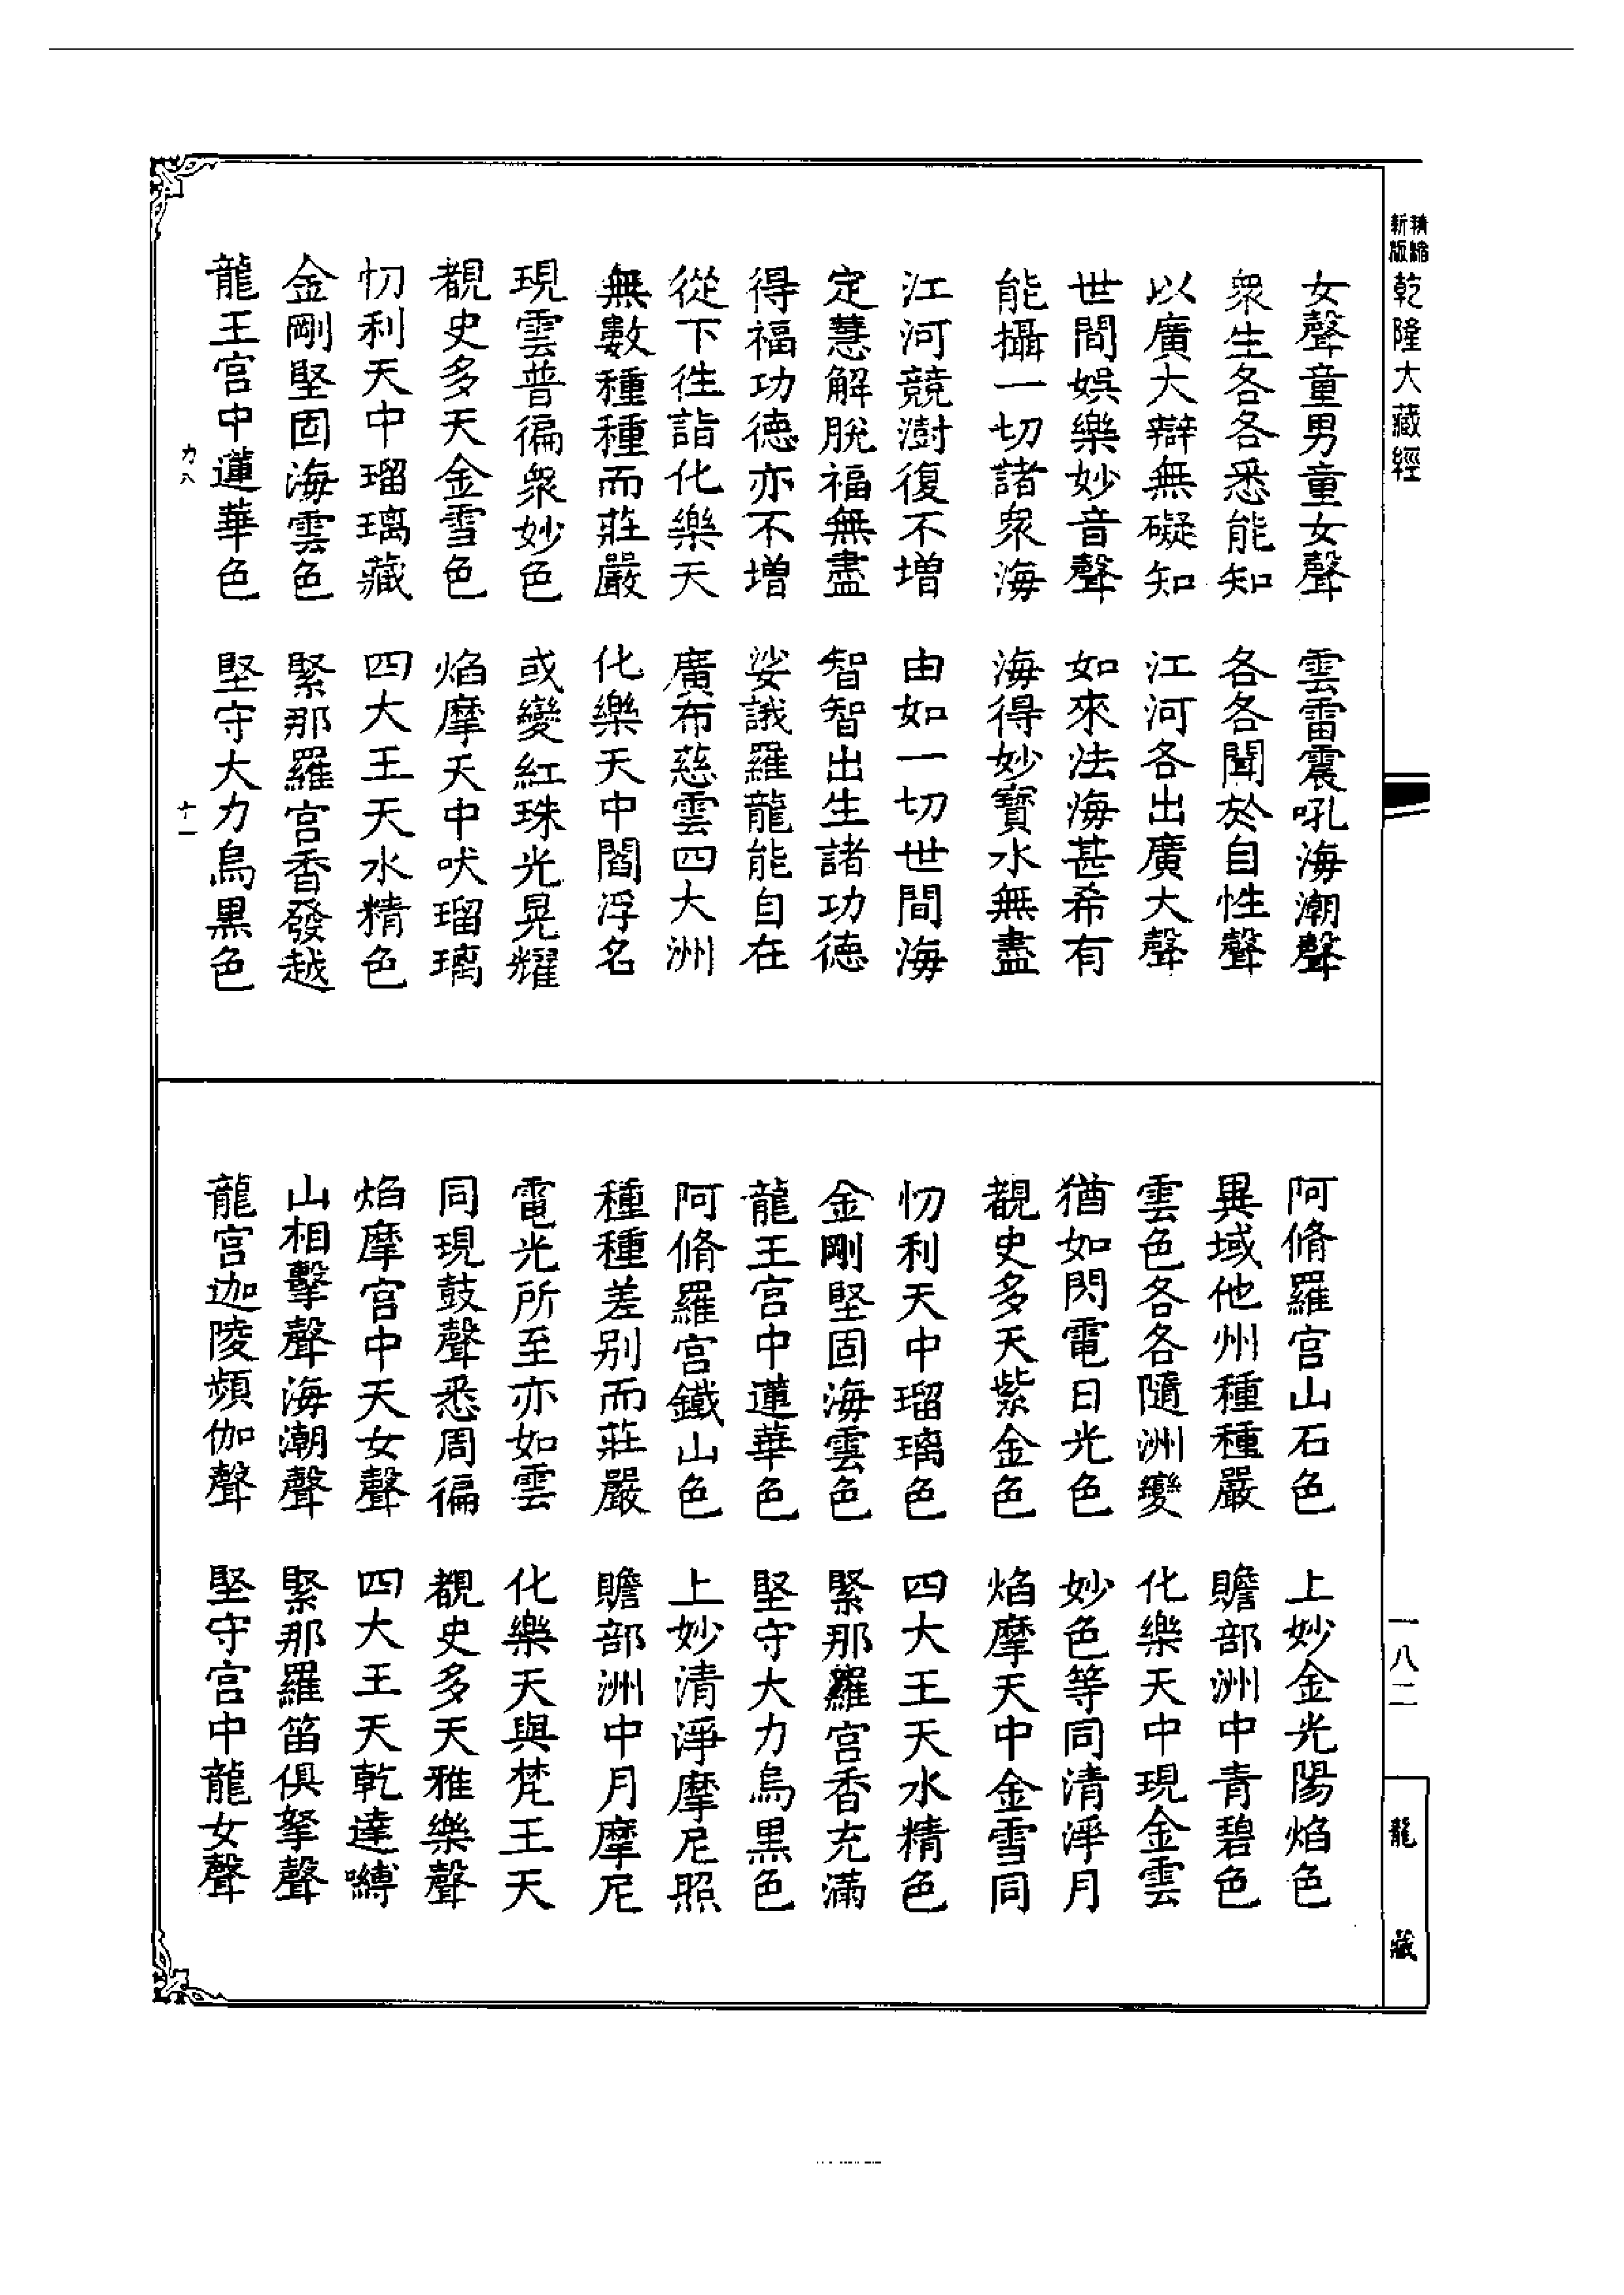 精縮新版 乾隆大藏經
女聲童男童女聲 雲雷震吼海潮聲
衆生各各悉能知 各各聞於自性聲
以廣大辯無礙知 江河各出廣大聲
世間娛樂妙音聲 如來法海甚希有
能攝一切諸衆海 海得妙寶水無盡
江河競澍復不增 由如一切世間海
定慧解脫福無盡 智智出生諸功德
得福功德亦不增 娑誐羅龍能自在
從下徃詣化樂天 廣布慈雲四大洲
無數種種而莊嚴 化樂天中閻浮名
現雲普徧衆妙色 或變紅珠光晃耀
覩史多天金雪色 焰摩天中吠瑠璃
忉利天中瑠璃藏 四大王天水精色
金剛堅固海雲色 緊那羅宮香發越
龍王宮中蓮華色 堅守大力烏黑色
力八 十一
阿脩羅宮山石色 上妙金光陽焰色
異域他州種種嚴 贍部洲中青碧色
雲色各各隨洲變 化樂天中現金雲
猶如閃電日光色 妙色等同清淨月
覩史多天紫金色 焰摩天中金雪同
忉利天中瑠璃色 四大王天水精色
金剛堅固海雲色 緊那羅宮香充滿
龍王宮中蓮華色 堅守大力烏黑色
阿脩羅宮鐵山色 上妙清淨摩尼照
種種差别而莊嚴 贍部洲中月摩尼
電光所至亦如雲 化樂天與梵王天
同現鼓聲悉周徧 覩史多天雅樂聲
焰摩宮中天女聲 四大王天乾達嚩
山相擊聲海潮聲 緊那羅笛俱拏聲
龍宮迦陵頻伽聲 堅守宮中龍女聲
一八二
龍藏